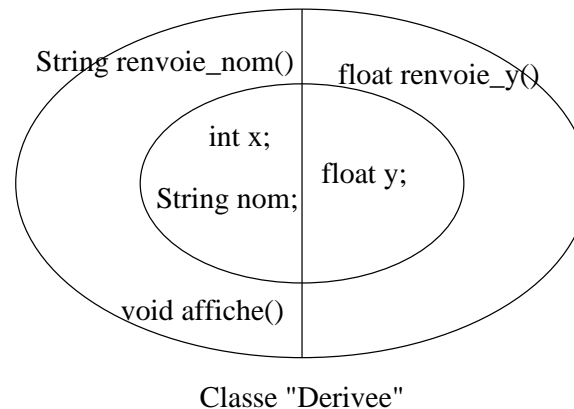 String renvoie_nom()
float renvoie_y()
int x;
float y;
String nom;
void affiche()
Classe "Derivee"